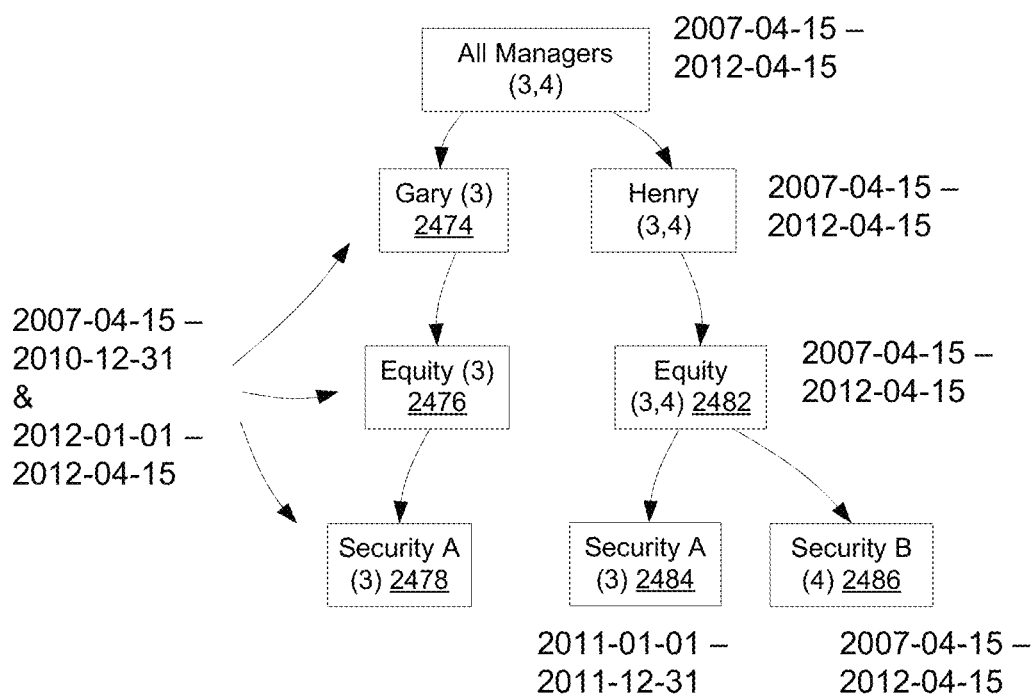 2007-04-15 –
2012-04-15
All Managers
(3,4)
Gary (3)
2474
Henry
(3,4)
2007-04-15 –
2012-04-15
2007-04-15 –
2010-12-31
&
2012-01-01 –
2012-04-15
Equity (3)
2476
Equity
(3,4) 2482
2007-04-15 –
2012-04-15
Security A
(3) 2478
Security A
(3) 2484
Security B
(4) 2486
2011-01-01 –
2011-12-31
2007-04-15 –
2012-04-15